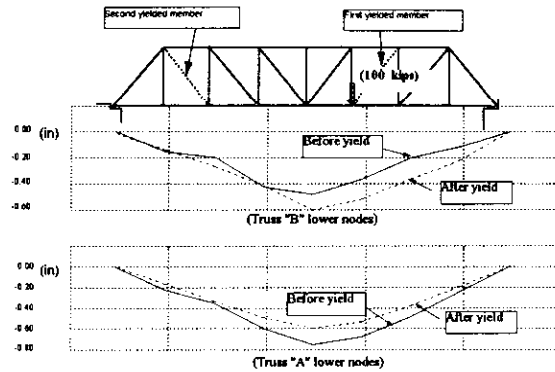 Second yielded member
First yielded member
(100 kips)
0.00 (in)
-0.20
-0.40
-0.60
Before yield
After yield
(Truss "B" lower nodes)
0.00 (in)
-0.20
-0.40
-0.60
-0.80
Before yield
After yield
(Truss "A" lower nodes)